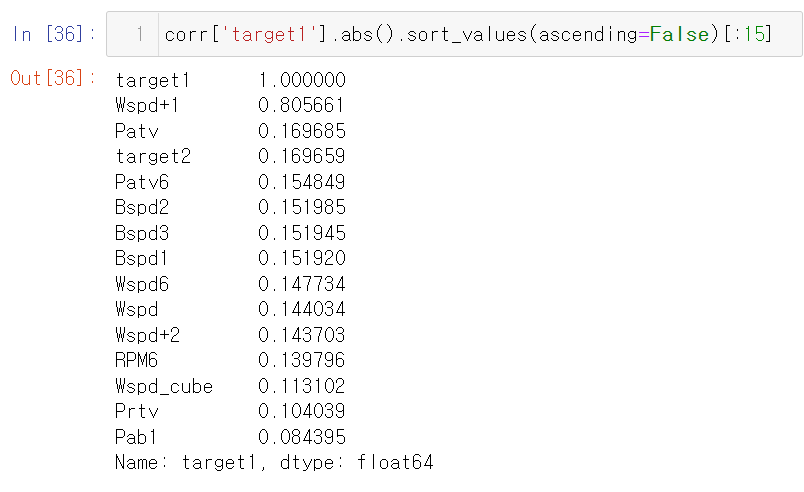 In [36]: 1 corr['target1'].abs().sort_values(ascending=False)[:15]
Out[36]: target1 1.000000
Wspd+1 0.805661
Patv 0.169685
target2 0.169659
Patv6 0.154849
Bspd2 0.151985
Bspd3 0.151945
Bspd1 0.151920
Wspd6 0.147734
Wspd 0.144034
Wspd+2 0.143703
RPM6 0.139796
Wspd_cube 0.113102
Prtv 0.104039
Pab1 0.084395
Name: target1, dtype: float64